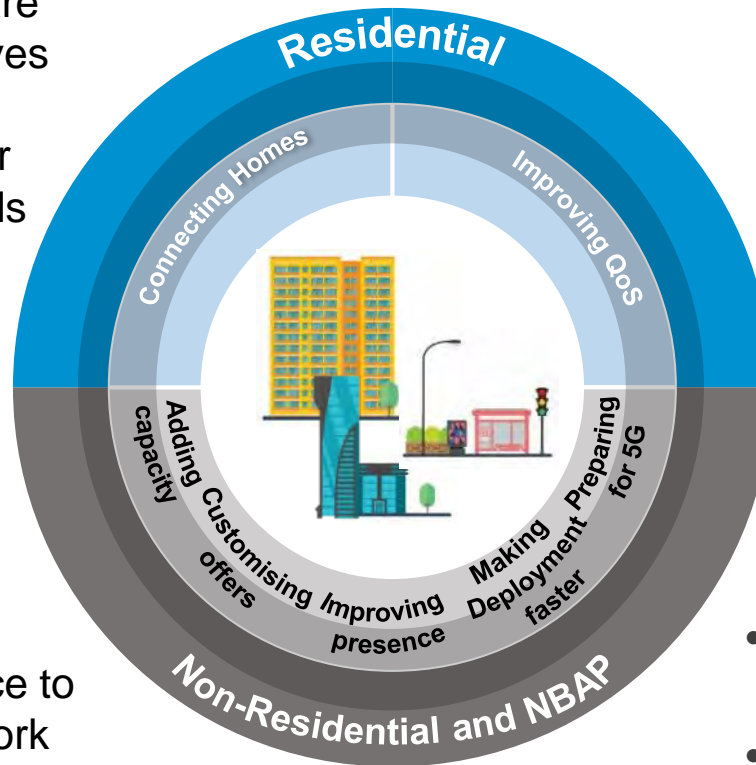 Residential
Connecting Homes
Improving QoS
Adding
capacity
Customising
offers
Improving
presence
Making
Deployment
faster
Preparing
for 5G
Non-Residential and NBAP